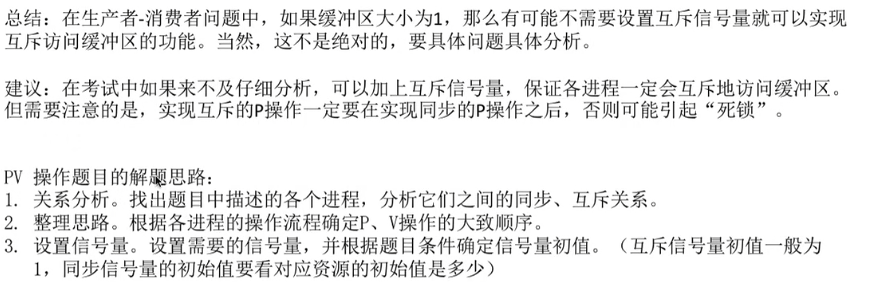 总结：在生产者-消费者问题中，如果缓冲区大小为1，那么有可能不需要设置互斥信号量就可以实现
互斥访问缓冲区的功能。当然，这不是绝对的，要具体问题具体分析。
建议：在考试中如果来不及仔细分析，可以加上互斥信号量，保证各进程一定会互斥地访问缓冲区。
但需要注意的是，实现互斥的P操作一定要在实现同步的P操作之后，否则可能引起“死锁”。
PV 操作题目的解题思路：
1. 关系分析。找出题目中描述的各个进程，分析它们之间的同步、互斥关系。
2. 整理思路。根据各进程的操作流程确定P、V操作的大致顺序。
3. 设置信号量。设置需要的信号量，并根据题目条件确定信号量初值。（互斥信号量初值一般为
1，同步信号量的初始值要看对应资源的初始值是多少）